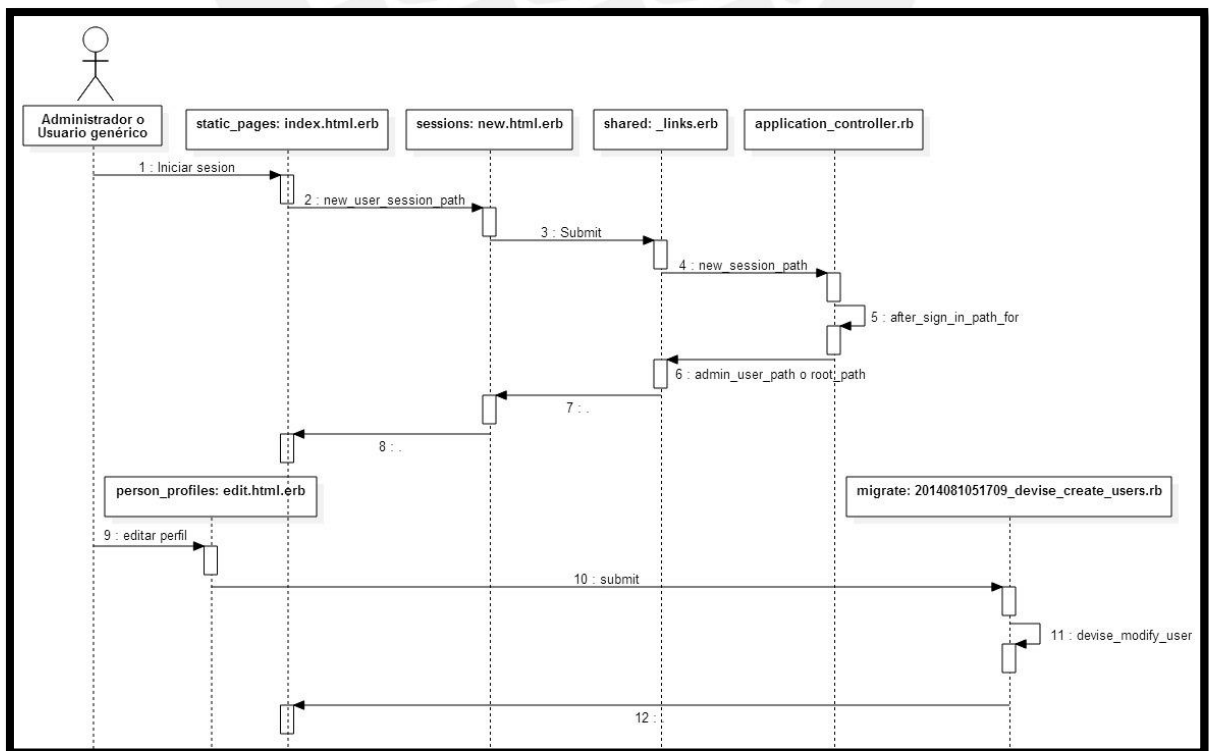 Administrador o
Usuario genérico
static_pages: index.html.erb
sessions: new.html.erb
shared: _links.erb
application_controller.rb
1 : Iniciar sesion
2 : new_user_session_path
3 : Submit
4 : new_session_path
5 : after_sign_in_path_for
6 : admin_user_path o root_path
7 : .
8 : .
person_profiles: edit.html.erb
migrate: 2014081051709_devise_create_users.rb
9 : editar perfil
10 : submit
11 : devise_modify_user
12 :